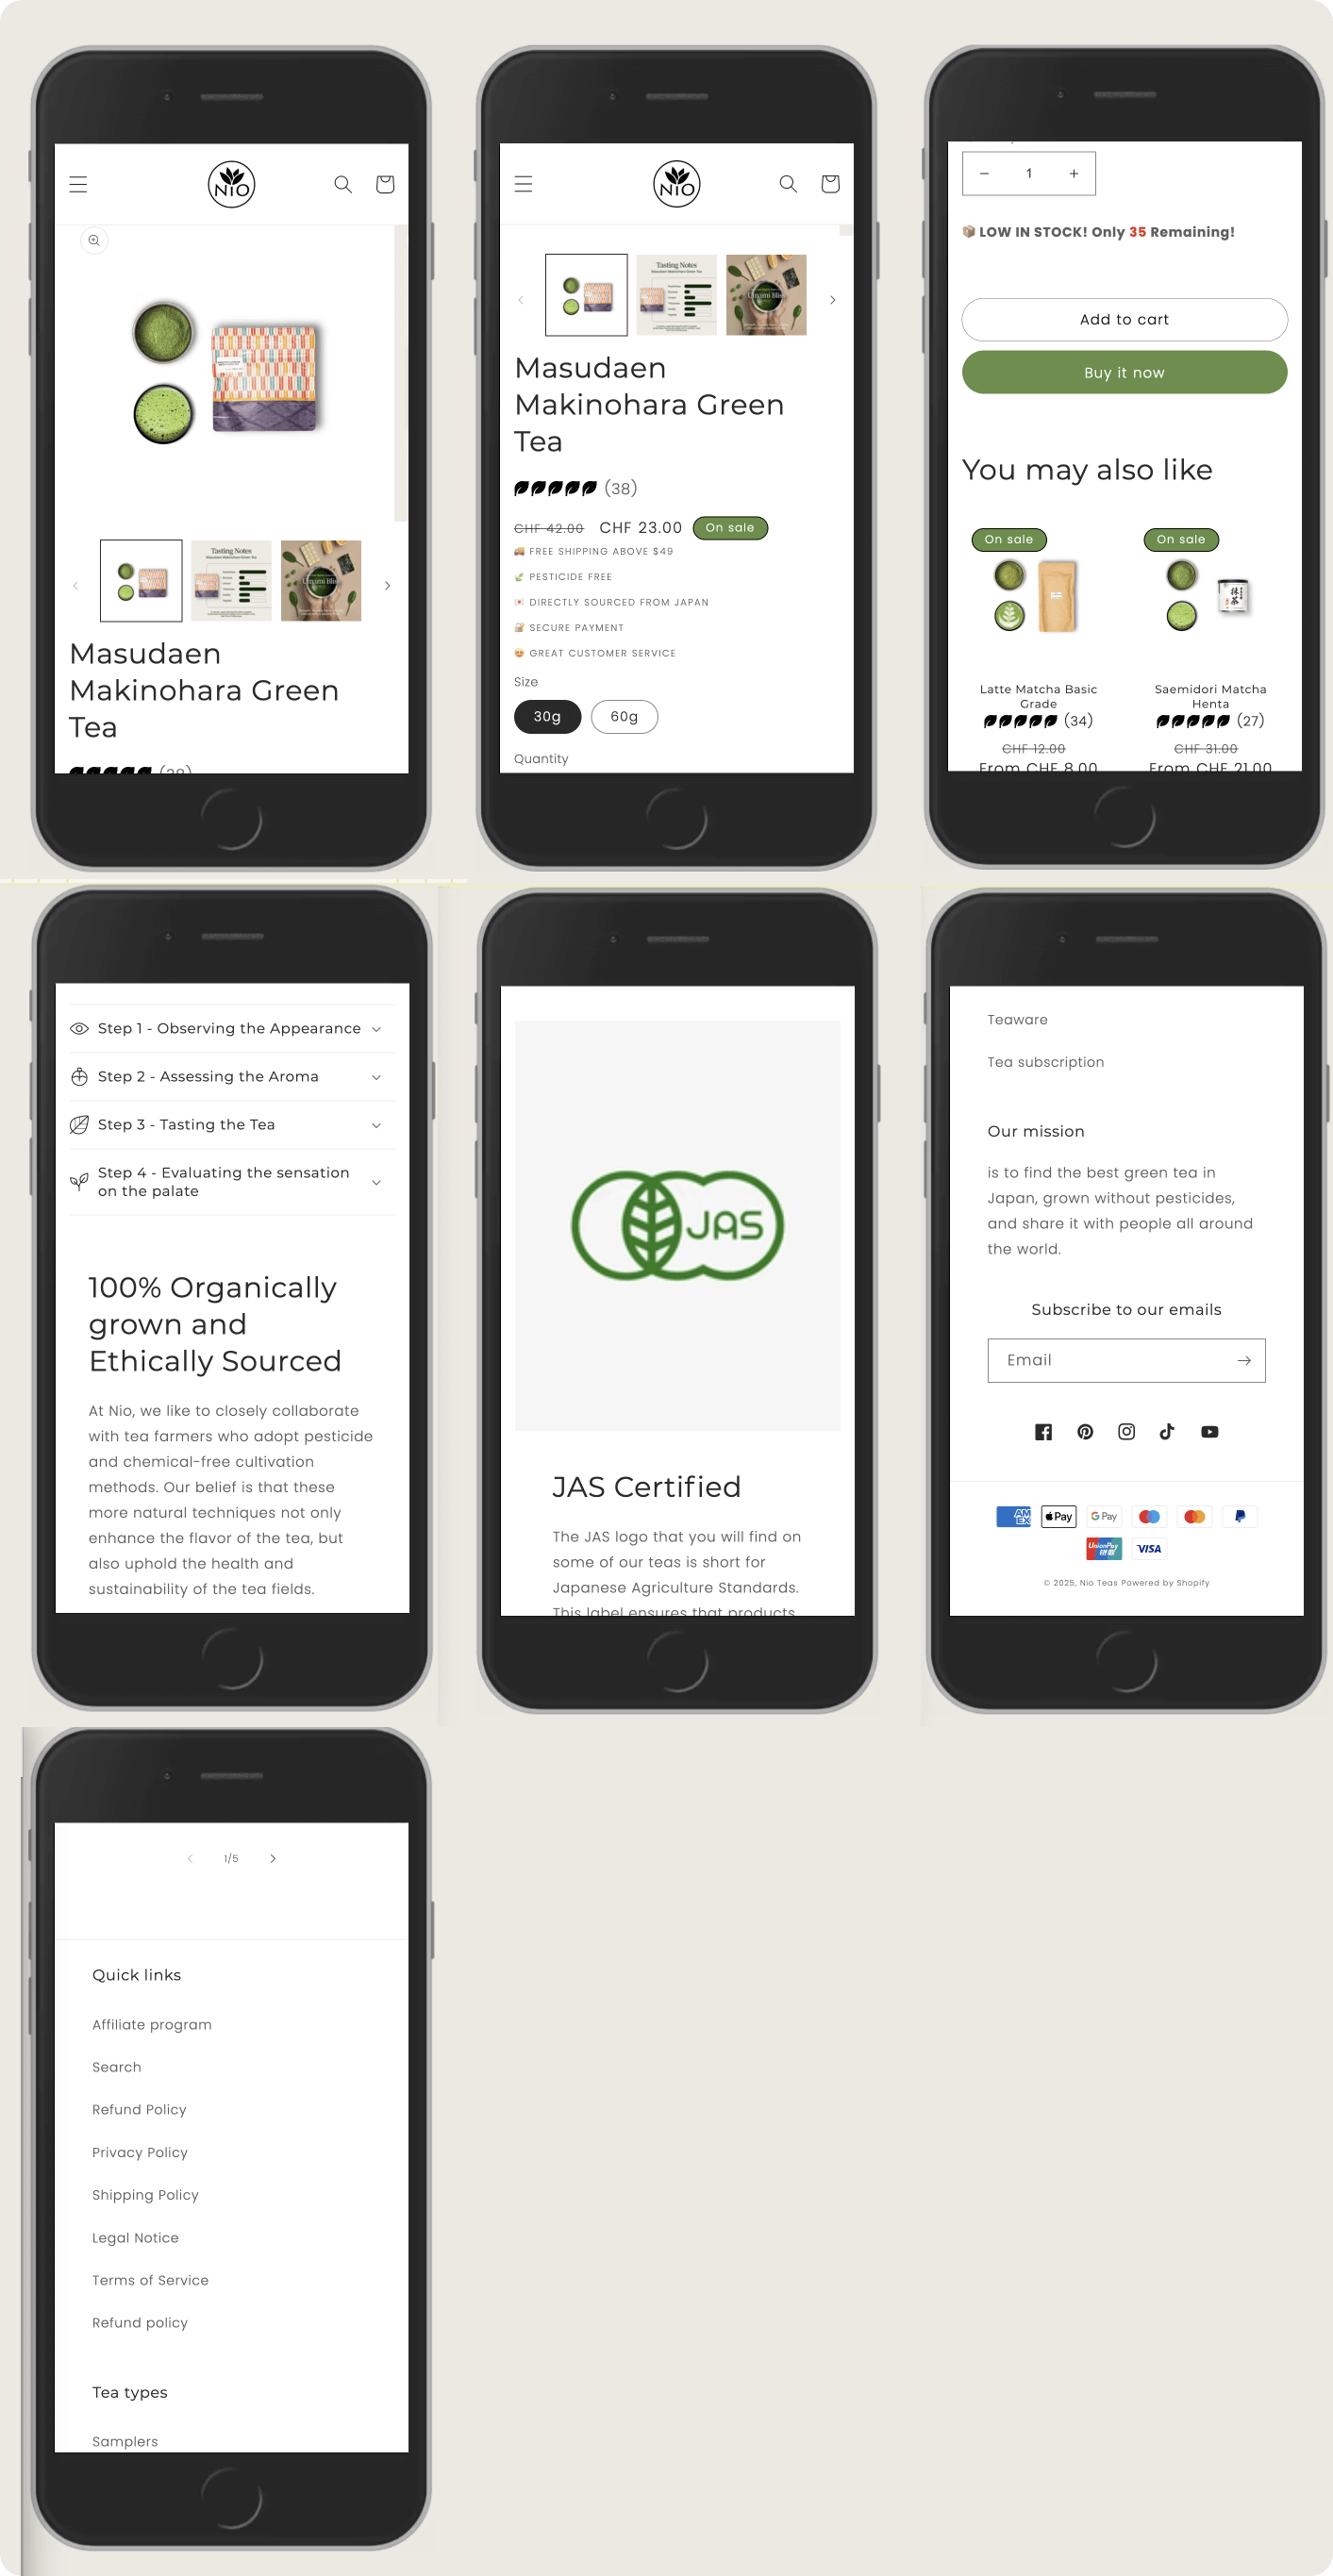 NIO
Masudaen
Makinohara Green
Tea
(38)
NIO
Tasting Notes
Masudaen Makinohara Green Tea
Umami Bliss
Masudaen
Makinohara Green
Tea
(38)
CHF 42.00 CHF 23.00 On sale
🚚 FREE SHIPPING ABOVE $49
🌿 PESTICIDE FREE
🇯🇵 DIRECTLY SOURCED FROM JAPAN
🔐 SECURE PAYMENT
😍 GREAT CUSTOMER SERVICE
Size
30g 60g
Quantity
− 1 +
📦 LOW IN STOCK! Only 35 Remaining!
Add to cart
Buy it now
You may also like
On sale On sale
抹茶
Latte Matcha Basic
Grade
(34)
CHF 12.00
From CHF 8.00
Saemidori Matcha
Henta
(27)
CHF 31.00
From CHF 21.00
Step 1 - Observing the Appearance
Step 2 - Assessing the Aroma
Step 3 - Tasting the Tea
Step 4 - Evaluating the sensation
on the palate
100% Organically
grown and
Ethically Sourced
At Nio, we like to closely collaborate
with tea farmers who adopt pesticide
and chemical-free cultivation
methods. Our belief is that these
more natural techniques not only
enhance the flavor of the tea, but
also uphold the health and
sustainability of the tea fields.
JAS
JAS Certified
The JAS logo that you will find on
some of our teas is short for
Japanese Agriculture Standards.
This label ensures that products
Teaware
Tea subscription
Our mission
is to find the best green tea in
Japan, grown without pesticides,
and share it with people all around
the world.
Subscribe to our emails
Email
AMEX Pay G Pay
UnionPay 银联 VISA
© 2025, Nio Teas Powered by Shopify
1/5
Quick links
Affiliate program
Search
Refund Policy
Privacy Policy
Shipping Policy
Legal Notice
Terms of Service
Refund policy
Tea types
Samplers